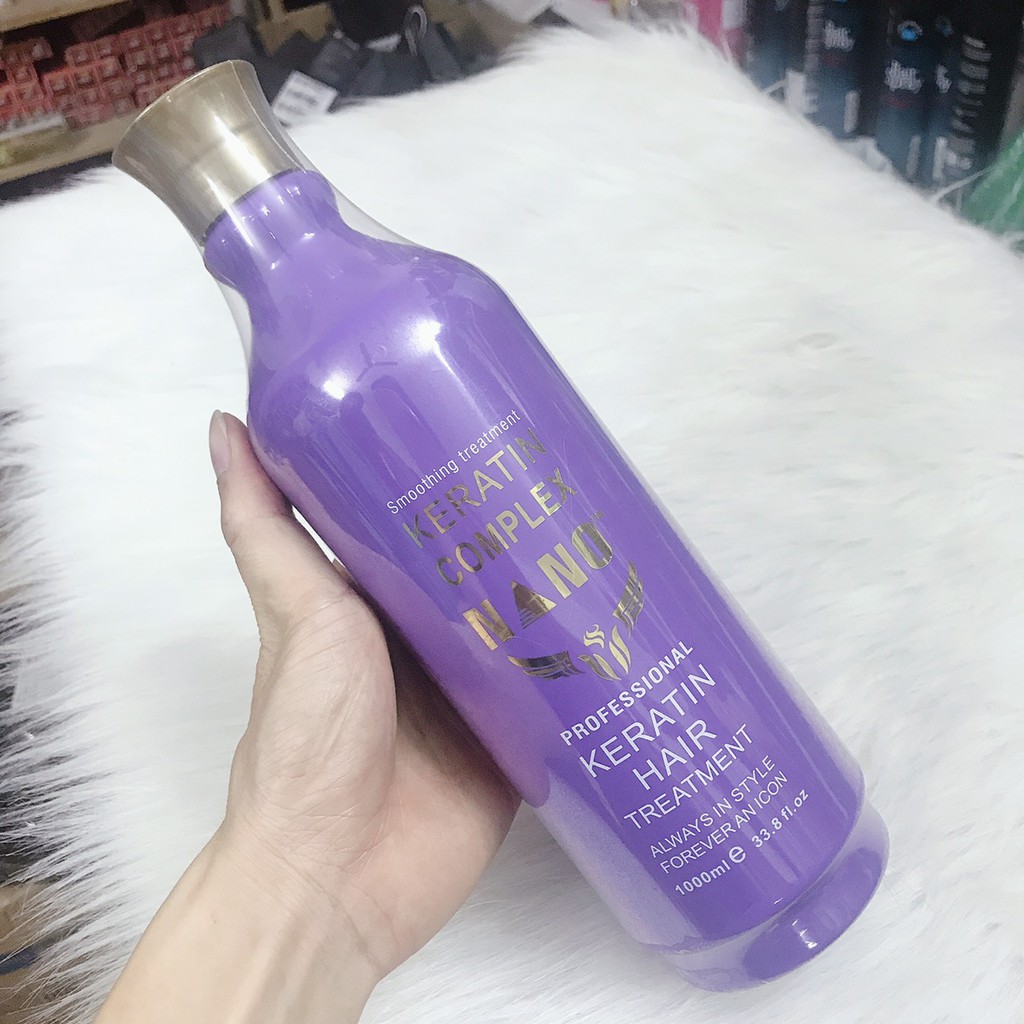 Smoothing treatment
KERATIN
COMPLEX
NANO
PROFESSIONAL
KERATIN
HAIR
TREATMENT
ALWAYS IN STYLE
FOREVER AN ICON
1000ml e 33.8 fl.oz